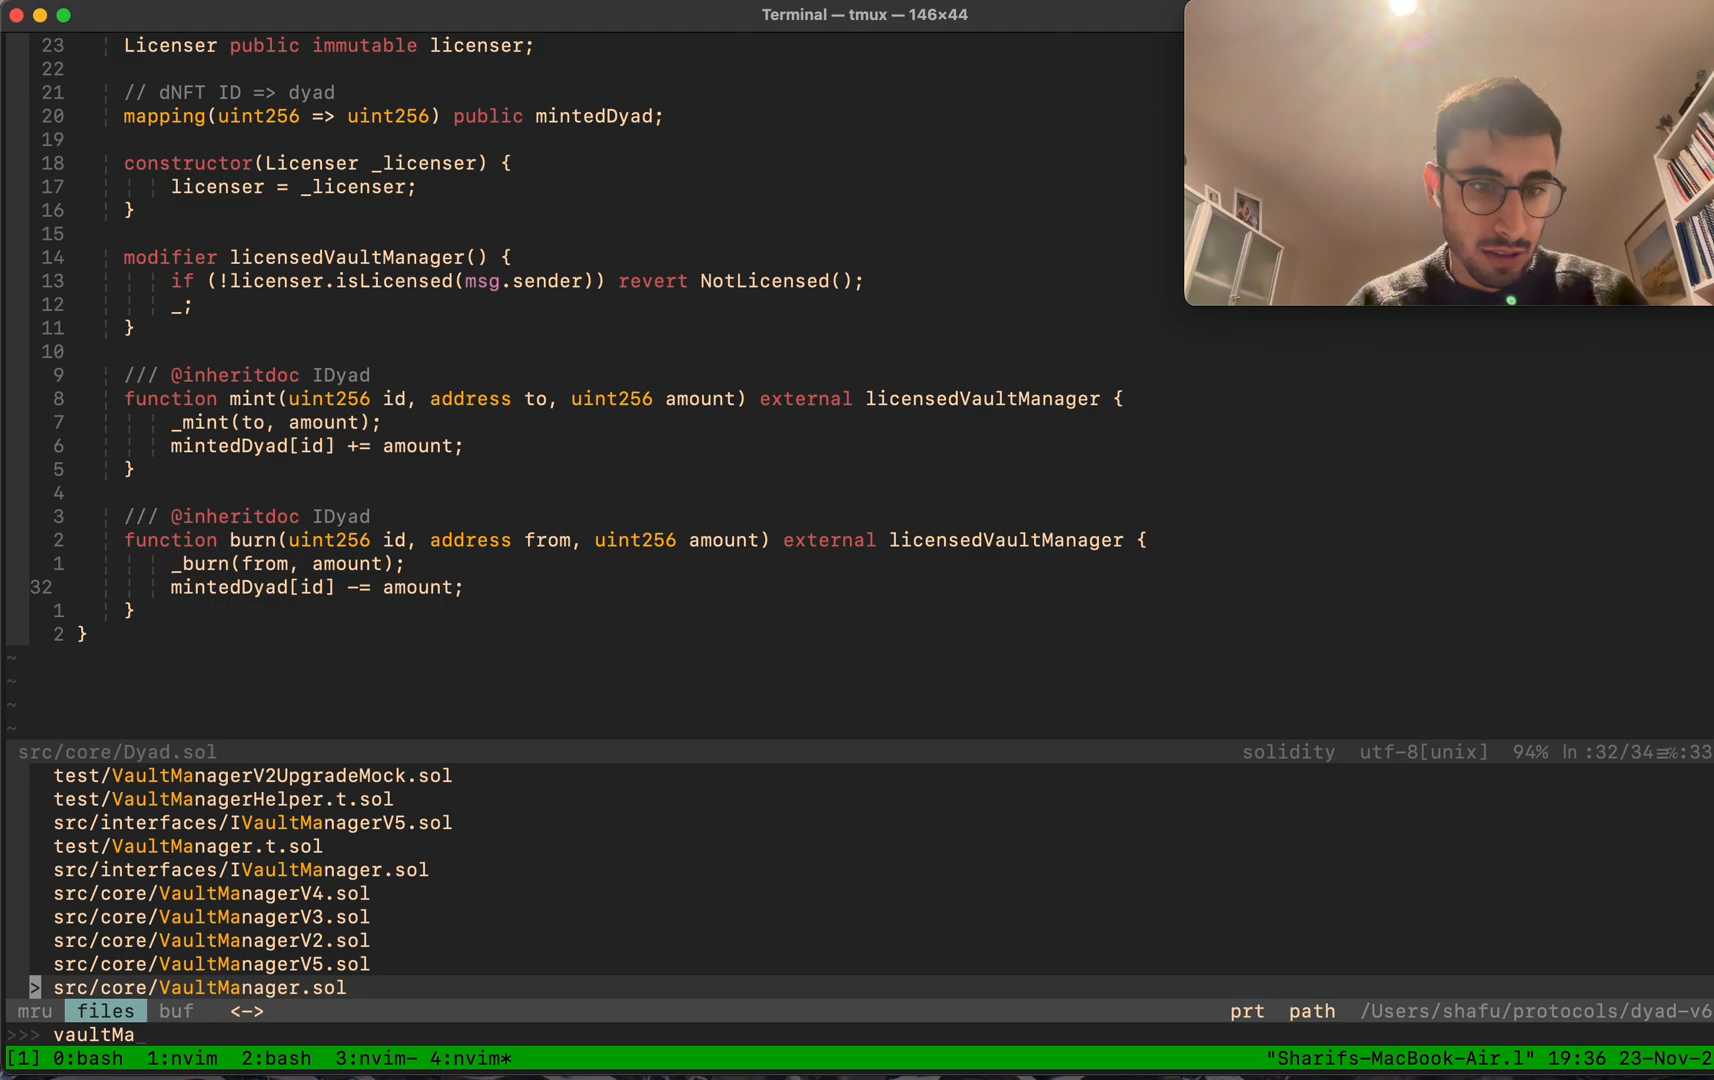 Terminal — tmux — 146×44
23 Licenser public immutable licenser;
22
21 // dNFT ID => dyad
20 mapping(uint256 => uint256) public mintedDyad;
19
18 constructor(Licenser _licenser) {
17 licenser = _licenser;
16 }
15
14 modifier licensedVaultManager() {
13 if (!licenser.isLicensed(msg.sender)) revert NotLicensed();
12 _;
11 }
10
9 /// @inheritdoc IDyad
8 function mint(uint256 id, address to, uint256 amount) external licensedVaultManager {
7 _mint(to, amount);
6 mintedDyad[id] += amount;
5 }
4
3 /// @inheritdoc IDyad
2 function burn(uint256 id, address from, uint256 amount) external licensedVaultManager {
1 _burn(from, amount);
32 mintedDyad[id] -= amount;
1 }
2 }
~
~
~
~
src/core/Dyad.sol solidity utf-8[unix] 94% ln :32/34≡%:33
test/VaultManagerV2UpgradeMock.sol
test/VaultManagerHelper.t.sol
src/interfaces/IVaultManagerV5.sol
test/VaultManager.t.sol
src/interfaces/IVaultManager.sol
src/core/VaultManagerV4.sol
src/core/VaultManagerV3.sol
src/core/VaultManagerV2.sol
src/core/VaultManagerV5.sol
> src/core/VaultManager.sol
mru files buf <-> prt path /Users/shafu/protocols/dyad-v6
>>> vaultMa_
[1] 0:bash 1:nvim 2:bash 3:nvim- 4:nvim* "Sharifs-MacBook-Air.l" 19:36 23-Nov-2